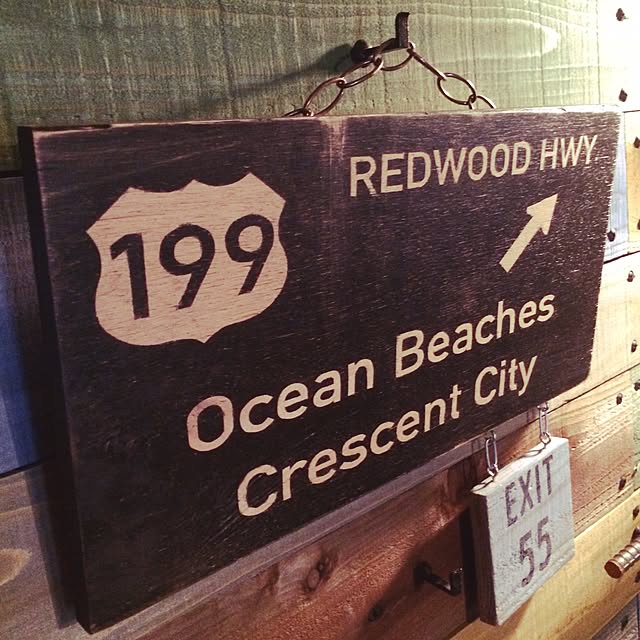 REDWOOD HWY
199
Ocean Beaches
Crescent City
EXIT
55